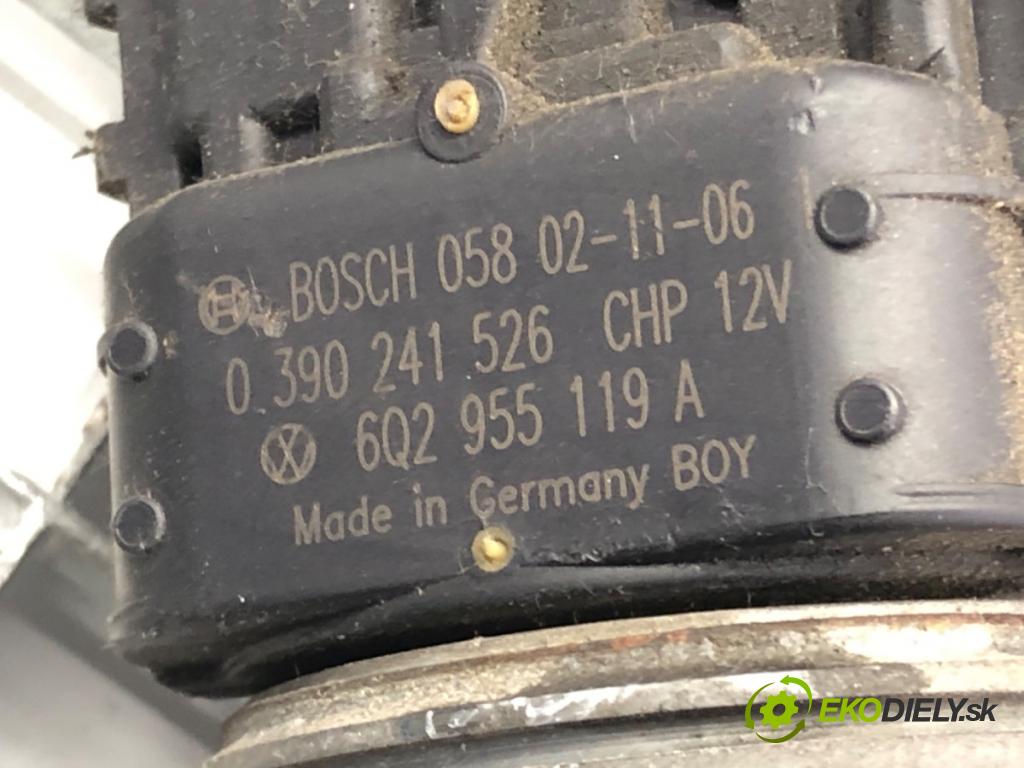 BOSCH 058 02-11-06
0 390 241 526 CHP 12V
6Q2 955 119 A
Made in Germany BOY
EKODIELY.sk